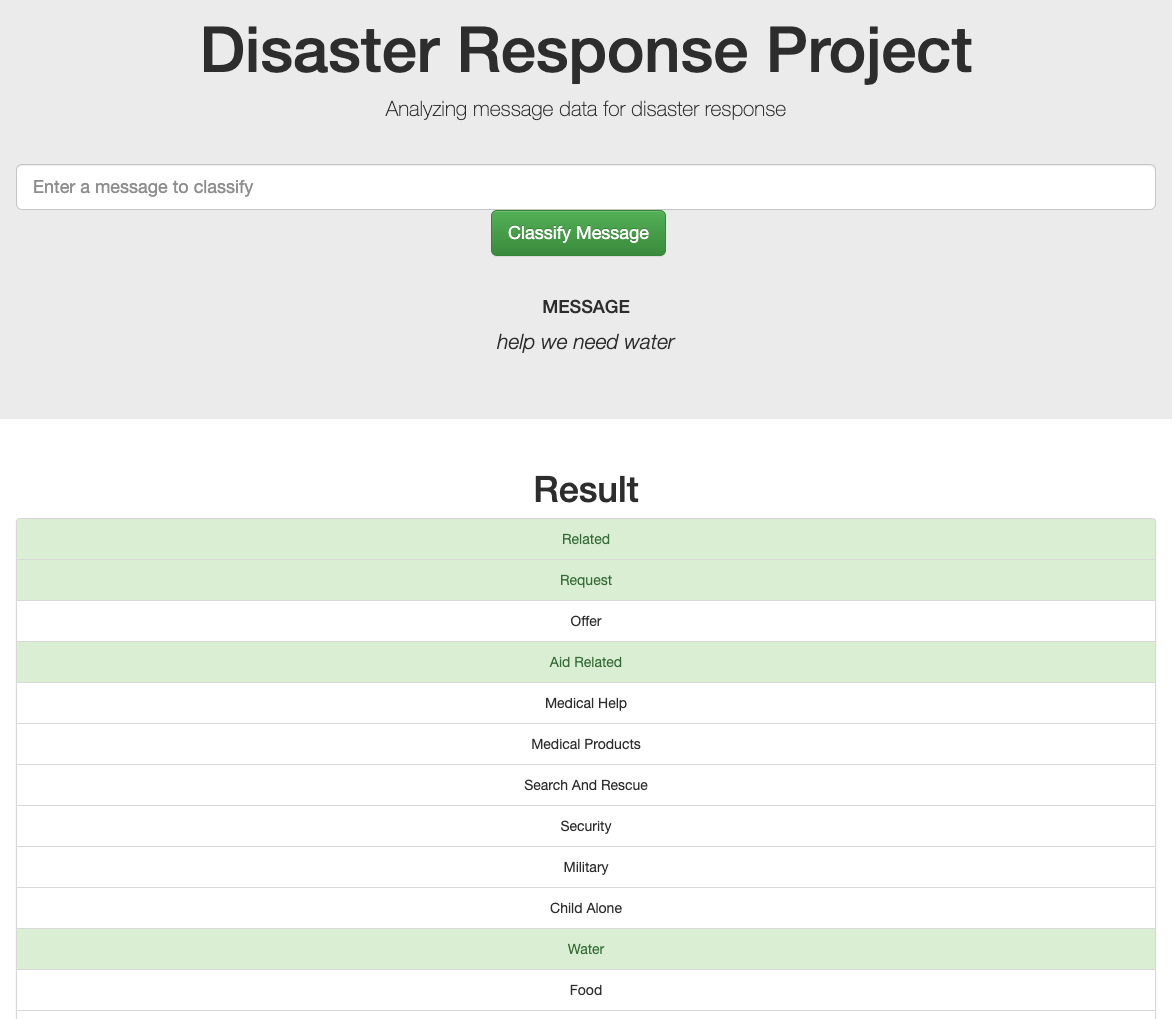 Disaster Response Project
Analyzing message data for disaster response
Enter a message to classify
Classify Message
MESSAGE
help we need water
Result
Related
Request
Offer
Aid Related
Medical Help
Medical Products
Search And Rescue
Security
Military
Child Alone
Water
Food